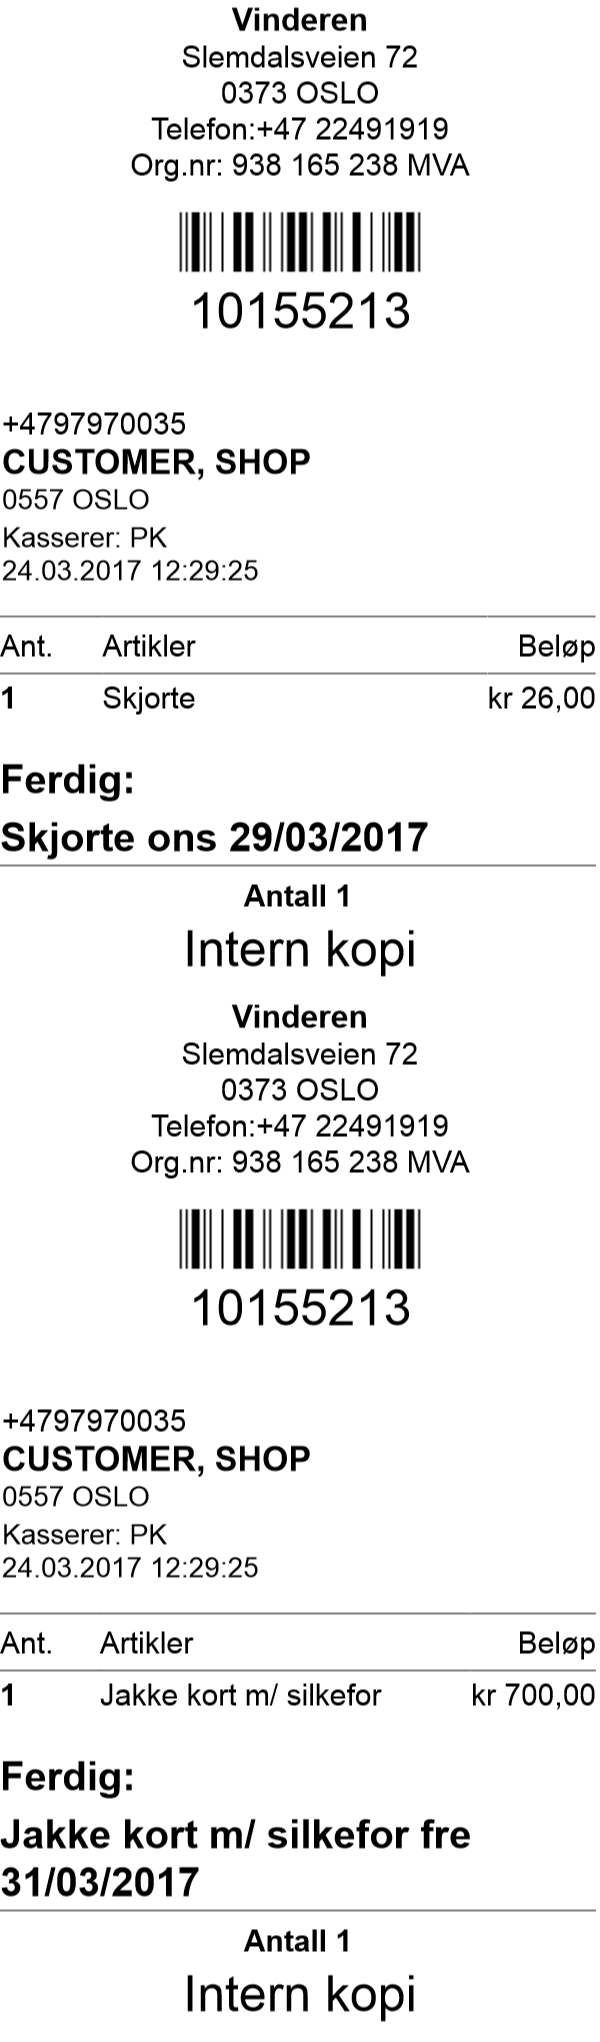 Vinderen
Slemdalsveien 72
0373 OSLO
Telefon:+47 22491919
Org.nr: 938 165 238 MVA
10155213
+4797970035
CUSTOMER, SHOP
0557 OSLO
Kasserer: PK
24.03.2017 12:29:25
Ant. Artikler Beløp
1 Skjorte kr 26,00
Ferdig:
Skjorte ons 29/03/2017
Antall 1
Intern kopi
Vinderen
Slemdalsveien 72
0373 OSLO
Telefon:+47 22491919
Org.nr: 938 165 238 MVA
10155213
+4797970035
CUSTOMER, SHOP
0557 OSLO
Kasserer: PK
24.03.2017 12:29:25
Ant. Artikler Beløp
1 Jakke kort m/ silkefor kr 700,00
Ferdig:
Jakke kort m/ silkefor fre
31/03/2017
Antall 1
Intern kopi